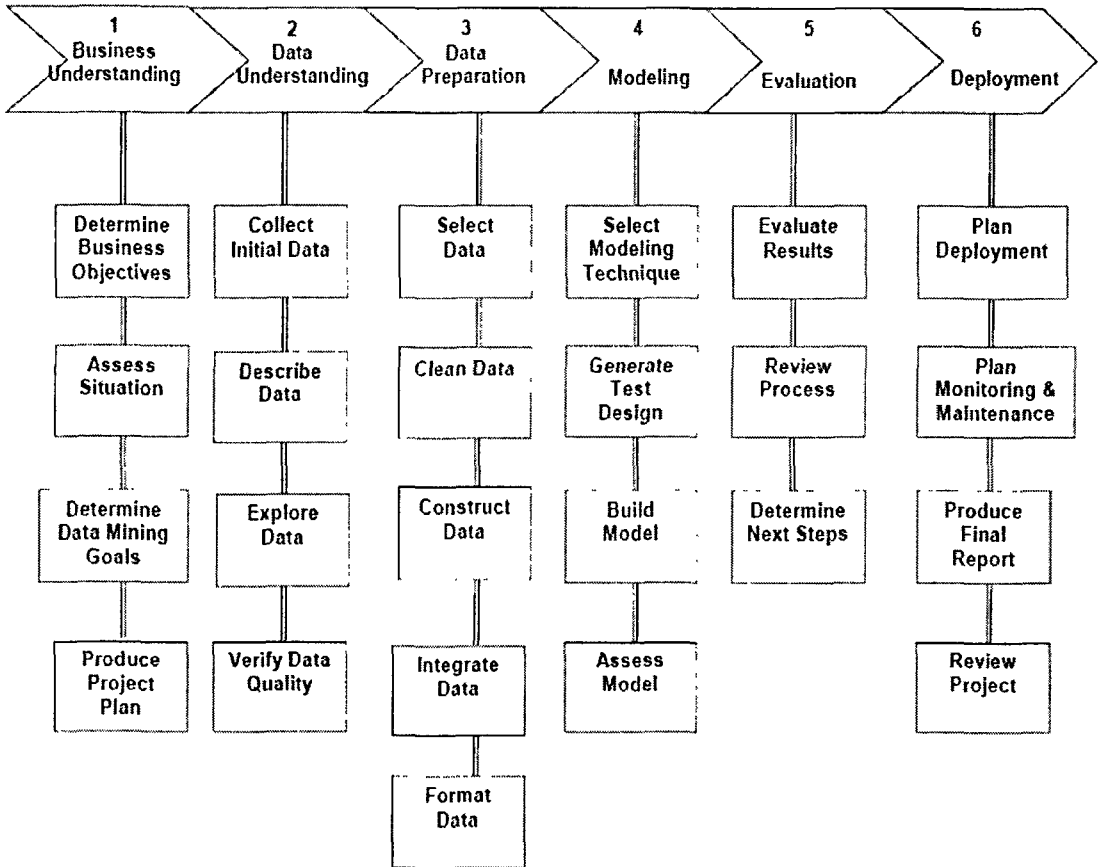 1
Business
Understanding
2
Data
Understanding
3
Data
Preparation
4
Modeling
5
Evaluation
6
Deployment
Determine
Business
Objectives
Assess
Situation
Determine
Data Mining
Goals
Produce
Project
Plan
Collect
Initial Data
Describe
Data
Explore
Data
Verify Data
Quality
Select
Data
Clean Data
Construct
Data
Integrate
Data
Format
Data
Select
Modeling
Technique
Generate
Test
Design
Build
Model
Assess
Model
Evaluate
Results
Review
Process
Determine
Next Steps
Plan
Deployment
Plan
Monitoring &
Maintenance
Produce
Final
Report
Review
Project